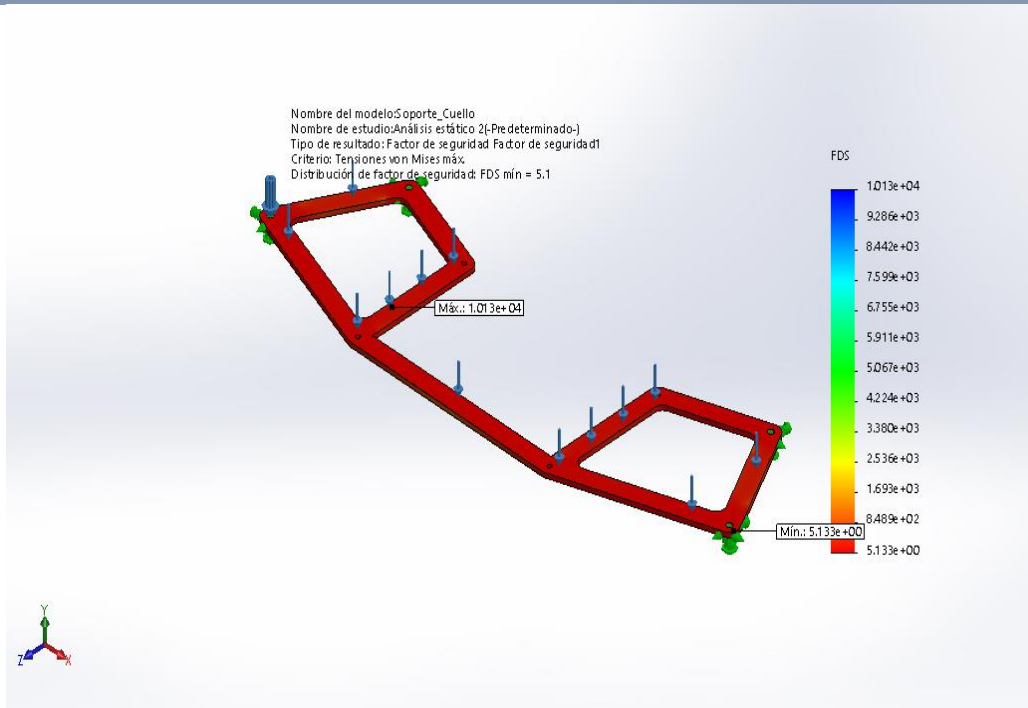 Nombre del modelo:Soporte_Cuello
Nombre de estudio:Análisis estático 2(-Predeterminado-)
Tipo de resultado: Factor de seguridad Factor de seguridad1
Criterio: Tensiones von Mises máx.
Distribución de factor de seguridad: FDS mín = 5.1
FDS
1.013e+04
9.286e+03
8.442e+03
7.599e+03
6.755e+03
5.911e+03
5.067e+03
4.224e+03
3.380e+03
2.536e+03
1.693e+03
8.489e+02
5.133e+00
Máx.: 1.013e+04
Mín.: 5.133e+00
Y
Z
X